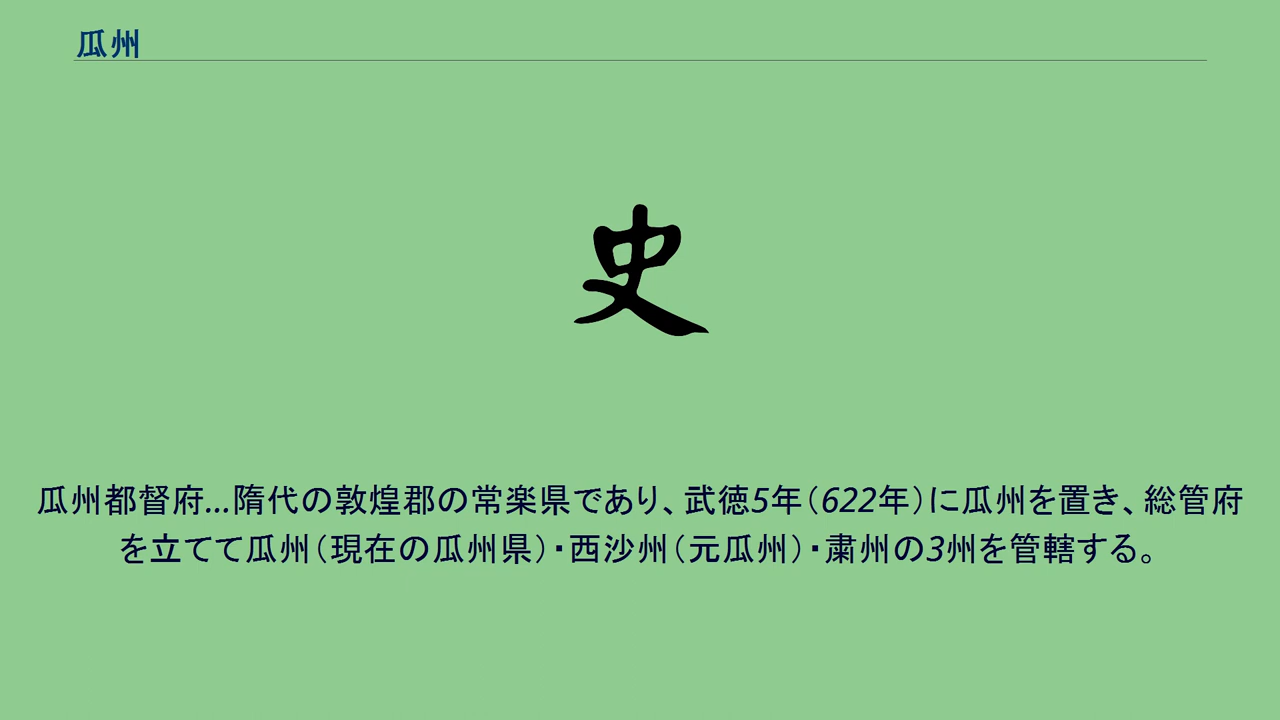 瓜州
史
瓜州都督府...隋代の敦煌郡の常楽県であり、武徳5年（622年）に瓜州を置き、総管府
を立てて瓜州（現在の瓜州県）・西沙州（元瓜州）・粛州の3州を管轄する。